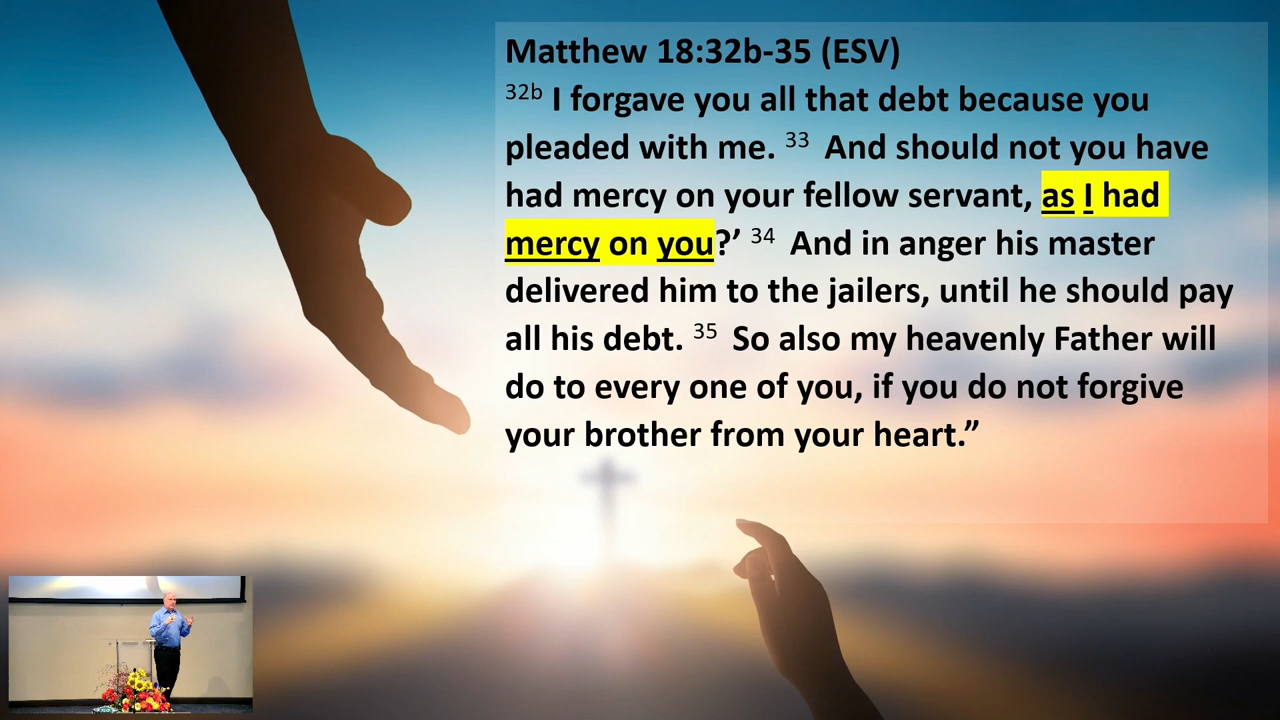 Matthew 18:32b-35 (ESV)
32b I forgave you all that debt because you
pleaded with me. 33 And should not you have
had mercy on your fellow servant, as I had
mercy on you?’ 34 And in anger his master
delivered him to the jailers, until he should pay
all his debt. 35 So also my heavenly Father will
do to every one of you, if you do not forgive
your brother from your heart.”